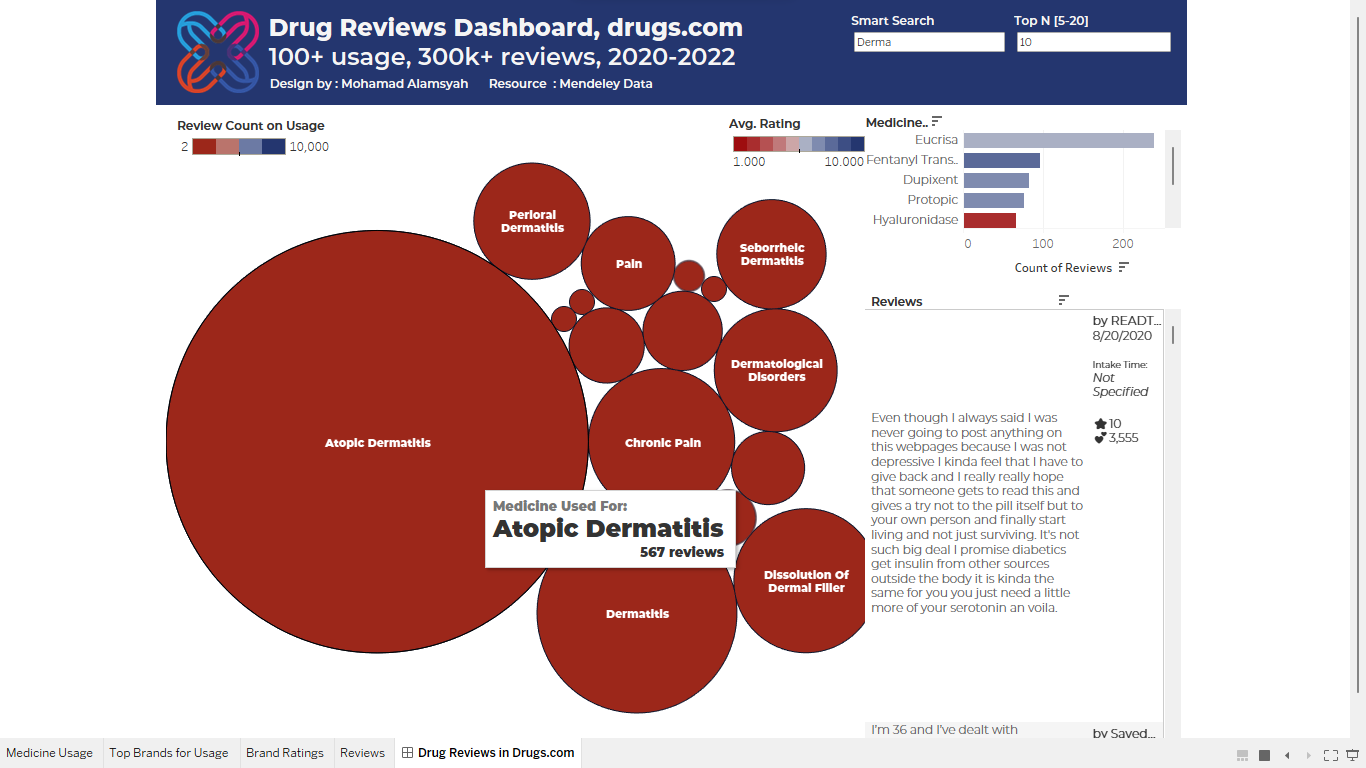 Drug Reviews Dashboard, drugs.com
100+ usage, 300k+ reviews, 2020-2022
Design by : Mohamad Alamsyah Resource : Mendeley Data
Smart Search
Derma
Top N [5-20]
10
Review Count on Usage
2 10,000
Avg. Rating
1.000 10.000
Medicine..
Eucrisa
Fentanyl Trans..
Dupixent
Protopic
Hyaluronidase
0 100 200
Count of Reviews
Perioral
Dermatitis
Pain
Seborrheic
Dermatitis
Dermatological
Disorders
Atopic Dermatitis
Chronic Pain
Medicine Used For:
Atopic Dermatitis
567 reviews
Dissolution Of
Dermal Filler
Dermatitis
Reviews
by READT...
8/20/2020
Intake Time:
Not
Specified
10
3,555
Even though I always said I was
never going to post anything on
this webpages because I was not
depressive I kinda feel that I have to
give back and I really really hope
that someone gets to read this and
gives a try not to the pill itself but to
your own person and finally start
living and not just surviving. It's not
such big deal I promise diabetics
get insulin from other sources
outside the body it is kinda the
same for you you just need a little
more of your serotonin an voila.
I'm 36 and I've dealt with
by Saved...
Medicine Usage
Top Brands for Usage
Brand Ratings
Reviews
Drug Reviews in Drugs.com